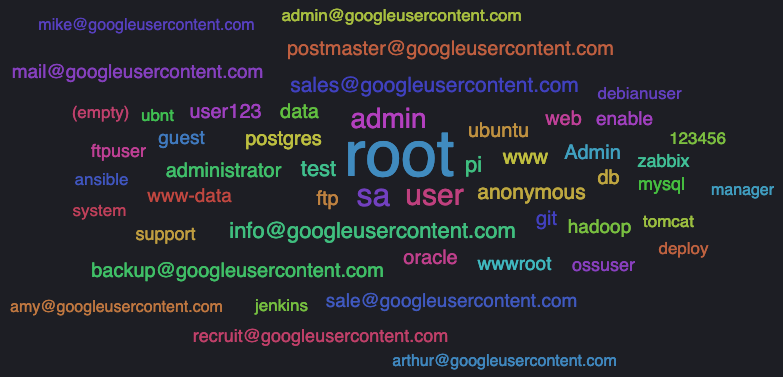 admin@googleusercontent.com
mike@googleusercontent.com
postmaster@googleusercontent.com
mail@googleusercontent.com
sales@googleusercontent.com
debianuser
(empty) ubnt user123 data admin ubuntu web enable
ftpuser guest postgres root www Admin 123456
ansible administrator test pi db zabbix
www-data ftp sa user anonymous mysql manager
system support info@googleusercontent.com git hadoop tomcat
backup@googleusercontent.com oracle wwwroot ossuser deploy
amy@googleusercontent.com jenkins sale@googleusercontent.com
recruit@googleusercontent.com
arthur@googleusercontent.com